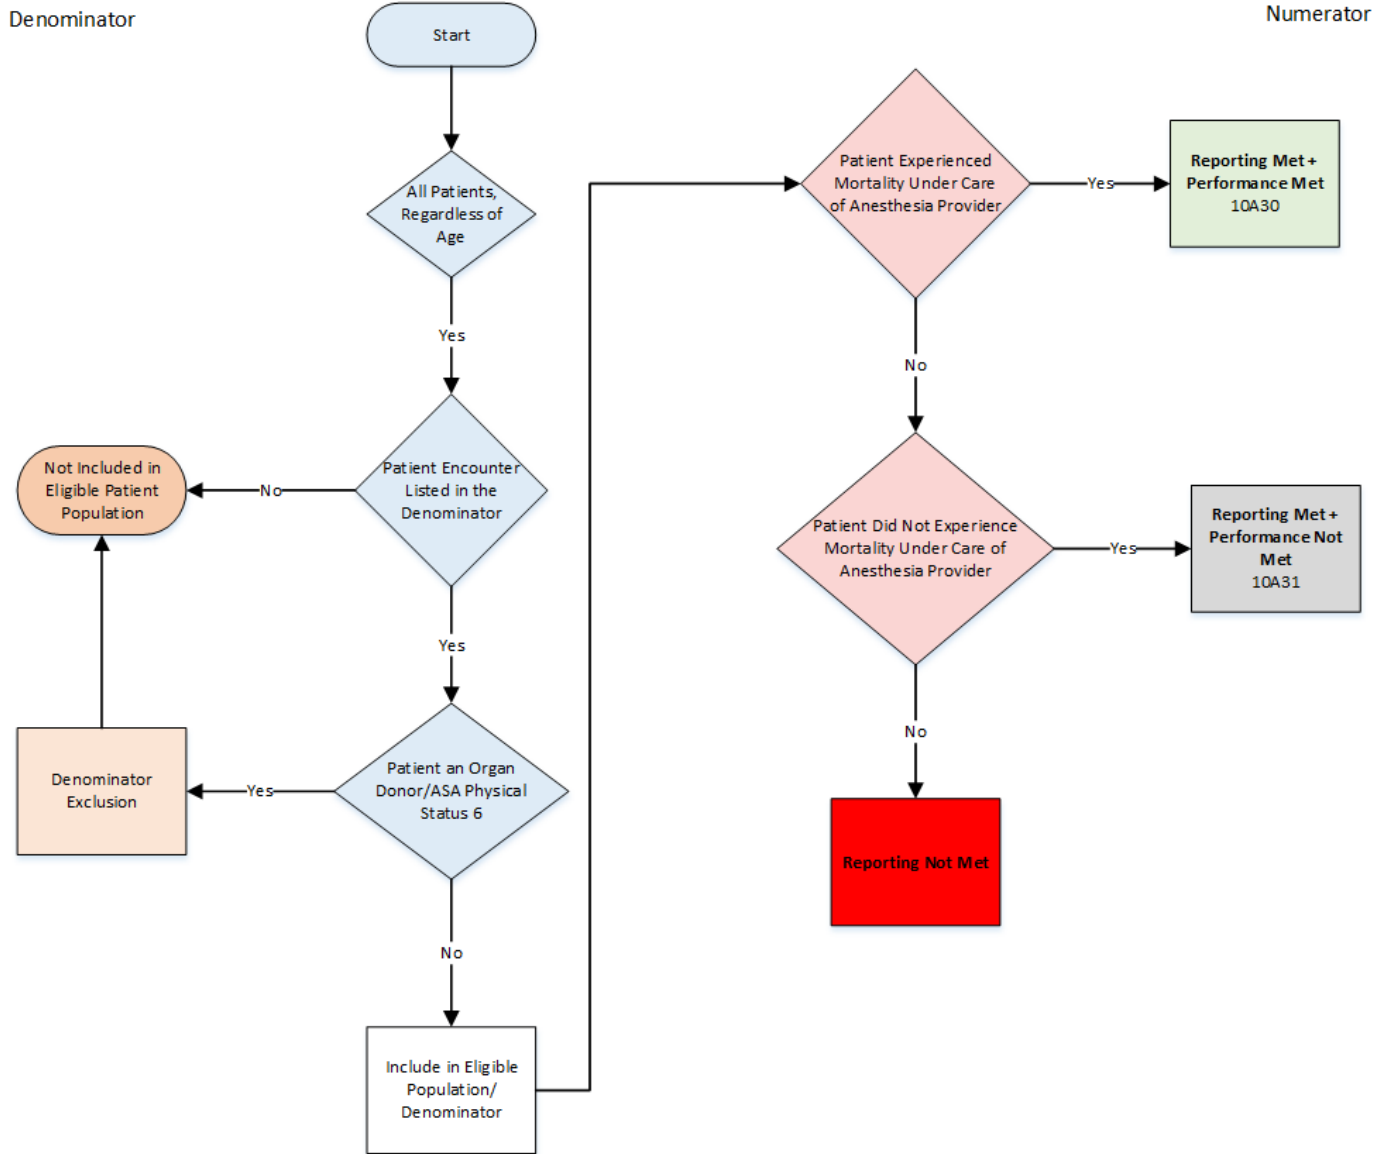 Denominator
Numerator
Start
All Patients,
Regardless of
Age
Yes
Patient Encounter
Listed in the
Denominator
No
Not Included in
Eligible Patient
Population
Yes
Patient an Organ
Donor/ASA Physical
Status 6
Yes
Denominator
Exclusion
No
Include in Eligible
Population/
Denominator
Patient Experienced
Mortality Under Care
of Anesthesia Provider
Yes
Reporting Met +
Performance Met
10A30
No
Patient Did Not Experience
Mortality Under Care of
Anesthesia Provider
Yes
Reporting Met +
Performance Not
Met
10A31
No
Reporting Not Met